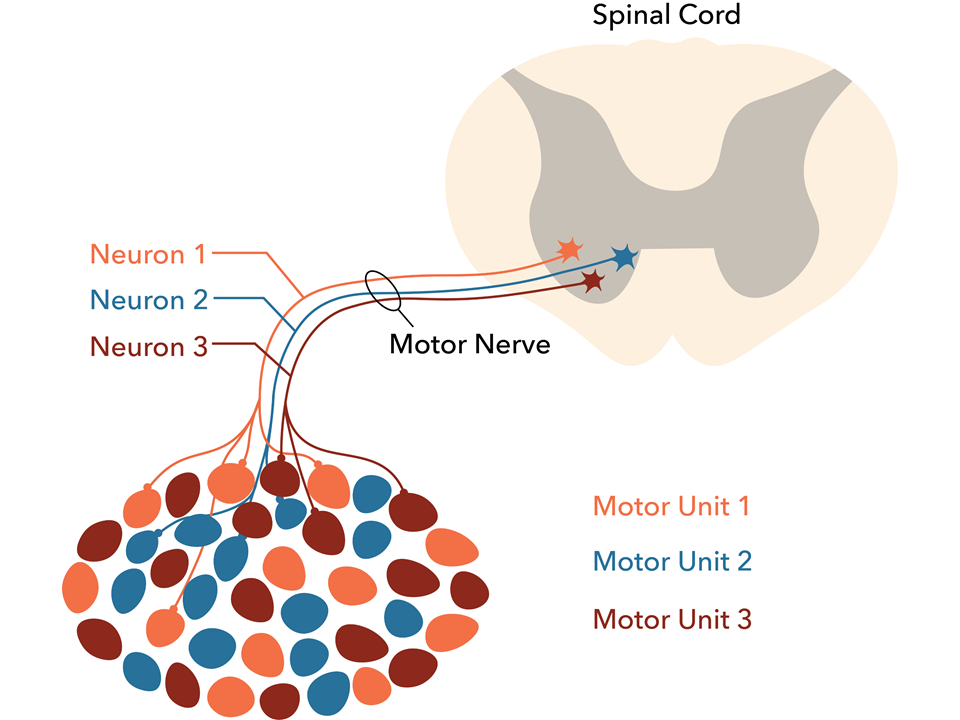 Spinal Cord
Neuron 1
Neuron 2
Neuron 3
Motor Nerve
Motor Unit 1
Motor Unit 2
Motor Unit 3